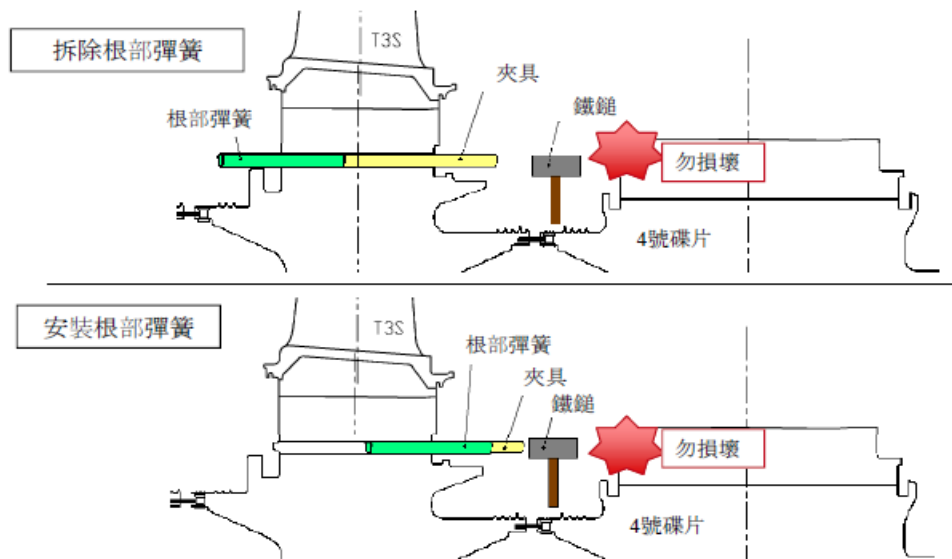 拆除根部彈簧
T3S
夾具
根部彈簧
鐵鎚
勿損壞
4號碟片
安裝根部彈簧
T3S
根部彈簧
夾具
鐵鎚
勿損壞
4號碟片